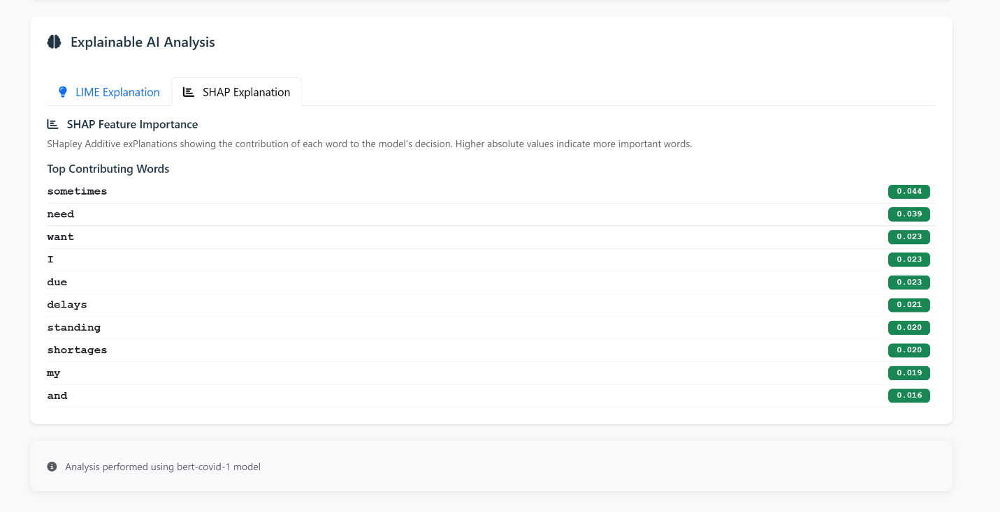 Explainable AI Analysis
LIME Explanation SHAP Explanation
SHAP Feature Importance
SHapley Additive exPlanations showing the contribution of each word to the model's decision. Higher absolute values indicate more important words.
Top Contributing Words
sometimes 0.044
need 0.039
want 0.023
I 0.023
due 0.023
delays 0.021
standing 0.020
shortages 0.020
my 0.019
and 0.016
Analysis performed using bert-covid-1 model